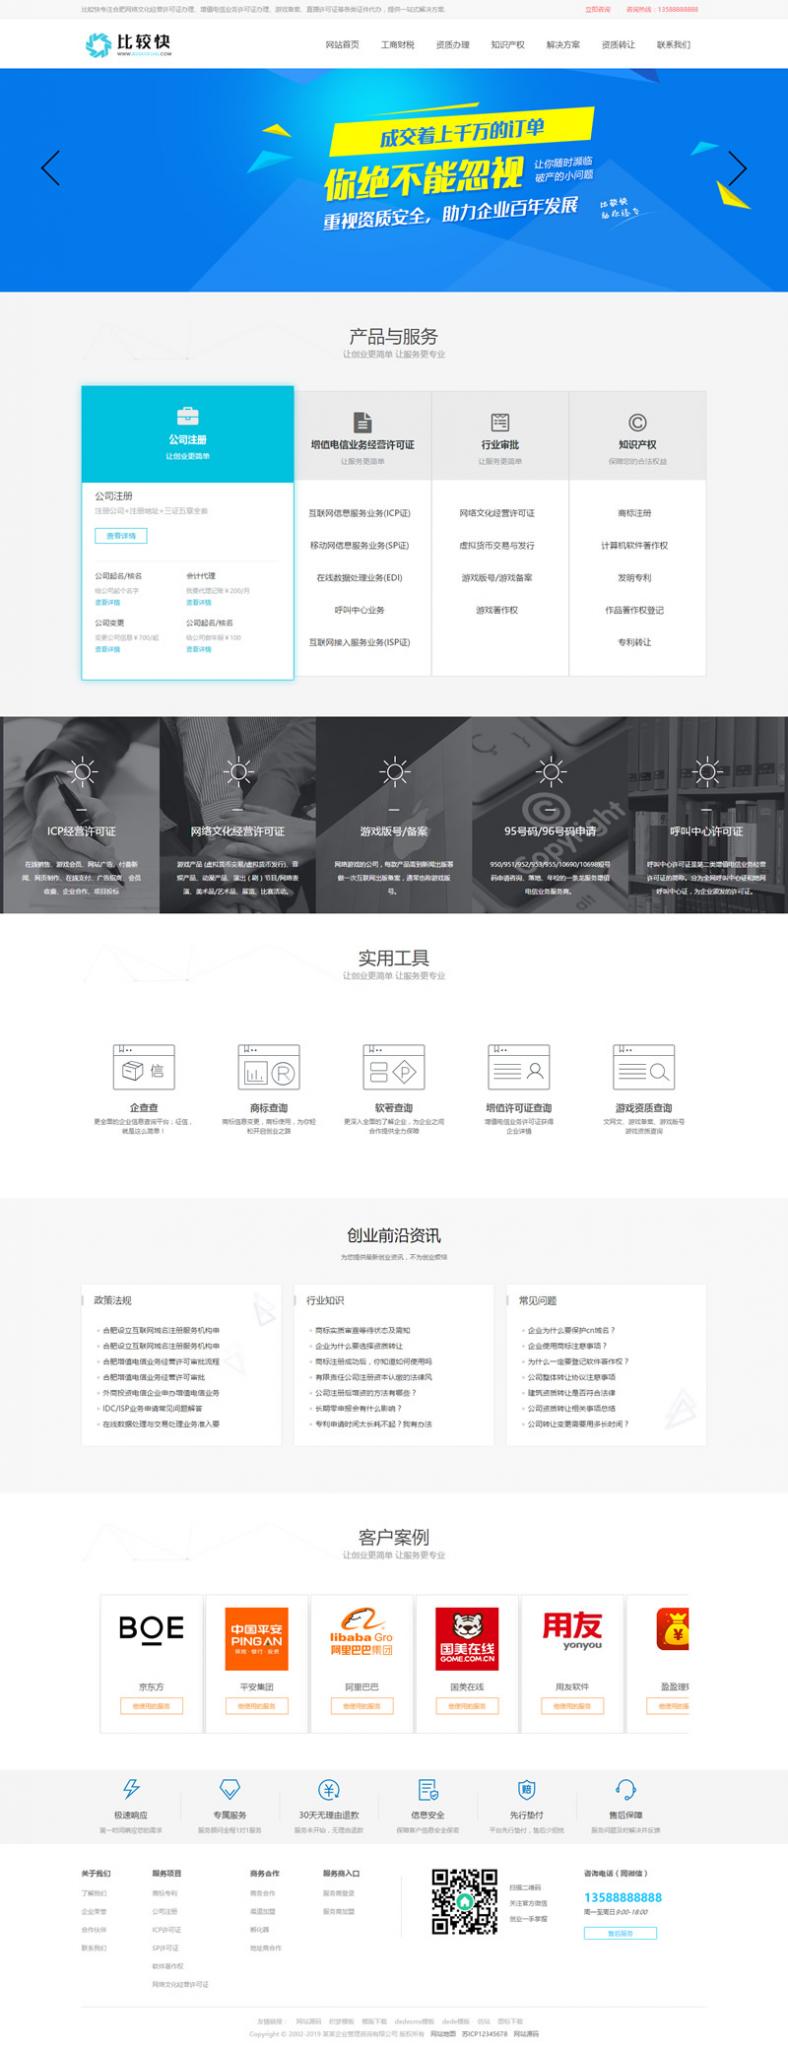 比较快专注合肥网络文化经营许可证办理、增值电信业务许可证办理、游戏备案、直播许可证等各类证件代办，提供一站式解决方案.
立即咨询 咨询热线：13588888888
比较快
网站首页 工商财税 资质办理 知识产权 解决方案 资质转让 联系我们
成交着上千万的订单
你绝不能忽视
让你随时濒临
破产的小问题
重视资质安全，助力企业百年发展
比较快
产品与服务
让创业更简单 让服务更专业
公司注册
让创业更简单
公司注册
注册公司+注册地址+三证五章全套
查看详情
公司起名/核名 会计代理
给公司起个名字 我要代理记账￥200/月
查看详情 查看详情
公司变更 公司起名/核名
变更公司信息￥700/起 给公司做年报￥100
查看详情 查看详情
增值电信业务经营许可证
让服务更简单
互联网信息服务业务(ICP证)
移动网信息服务业务(SP证)
在线数据处理业务(EDI)
呼叫中心业务
互联网接入服务业务(ISP证)
行业审批
让服务更简单
网络文化经营许可证
虚拟货币交易与发行
游戏版号/游戏备案
游戏著作权
知识产权
保障您的合法权益
商标注册
计算机软件著作权
发明专利
作品著作权登记
专利转让
ICP经营许可证
在线销售、游戏会员、网站广告、付费新
闻、网页制作、在线支付、广告招商、会员
收费、企业合作、项目投标
网络文化经营许可证
游戏产品 (虚拟货币交易/虚拟货币发行)、音
娱产品、动漫产品、演出（剧）节目/网络表
演、美术品/艺术品、展览、比赛活动。
游戏版号/备案
网络游戏的公司，每款产品需到新闻出版署
做一次互联网出版备案，通常也称游戏版
号。
95号码/96号码申请
950/951/952/953/955/10690/10698短号
码申请咨询、落地、年检的一条龙服务增值
电信业务服务商。
Copyright
呼叫中心许可证
呼叫中心许可证是第二类增值电信业务经营
许可证的简称。分为全网呼叫中心证和地网
呼叫中心证，为企业颁发的许可证。
实用工具
让创业更简单 让服务更专业
企查查
更全面的企业信息查询平台；征信，
就是这么简单！
商标查询
商标信息变更，商标使用，为你轻
松开启创业之路
软著查询
更深入全面的了解企业，为企业之间
合作提供全力保障
增值许可证查询
增值电信业务许可证获得
企业详情
游戏资质查询
文网文、游戏备案、游戏版号
游戏资质查询
创业前沿资讯
为您提供最新创业资讯，不为创业烦恼
政策法规
合肥设立互联网域名注册服务机构审
合肥设立互联网域名注册服务机构审
合肥增值电信业务经营许可审批流程
合肥增值电信业务经营许可审批
外商投资电信企业申办增值电信业务
IDC/ISP业务申请常见问题解答
在线数据处理与交易处理业务准入要
行业知识
商标实质审查等待状态及需知
企业为什么要选择资质转让
商标注册成功后，你知道如何使用吗
有限责任公司注册资本认缴的法律风
公司注册后增资的方法有哪些？
长期零申报会有什么影响？
专利申请时间太长耗不起？我有办法
常见问题
企业为什么要保护cn域名？
企业使用商标注意事项？
为什么一定要登记软件著作权？
公司整体转让协议注意事项
建筑资质转让是否符合法律
公司资质转让相关事项总结
公司转让变更需要用多长时间？
客户案例
让创业更简单 让服务更专业
BOE
京东方
他使用的服务
中国平安
PING AN
保险·银行·投资
平安集团
他使用的服务
libaba Gro
阿里巴巴集团
阿里巴巴
他使用的服务
国美在线
GOME.COM.CN
国美在线
他使用的服务
用友
yonyou
用友软件
他使用的服务
盈盈理
他使用的服
极速响应 专属服务 30天无理由退款 信息安全 先行垫付 售后保障
第一时间响应您的需求 服务顾问全程1对1服务 服务未开始，无理由退款 保障客户信息安全保密 平台先行垫付，售后少担忧 服务问题及时解决并反馈
关于我们
了解我们
企业荣誉
合作伙伴
联系我们
服务项目
商标专利
公司注册
ICP许可证
SP许可证
软件著作权
网络文化经营许可证
商务合作
商务合作
渠道加盟
孵化器
地址商合作
服务商入口
服务商登录
服务商加盟
扫描二维码
关注官方微信
创业一手掌握
咨询电话（同微信）
13588888888
周一至周日 9:00-18:00
售后服务
友情链接： 网站源码 织梦模板 模板下载 dedecms模板 dede模板 仿站 图标下载
Copyright © 2002-2019 某某企业管理咨询有限公司 版权所有 网站地图 苏ICP12345678 网站源码